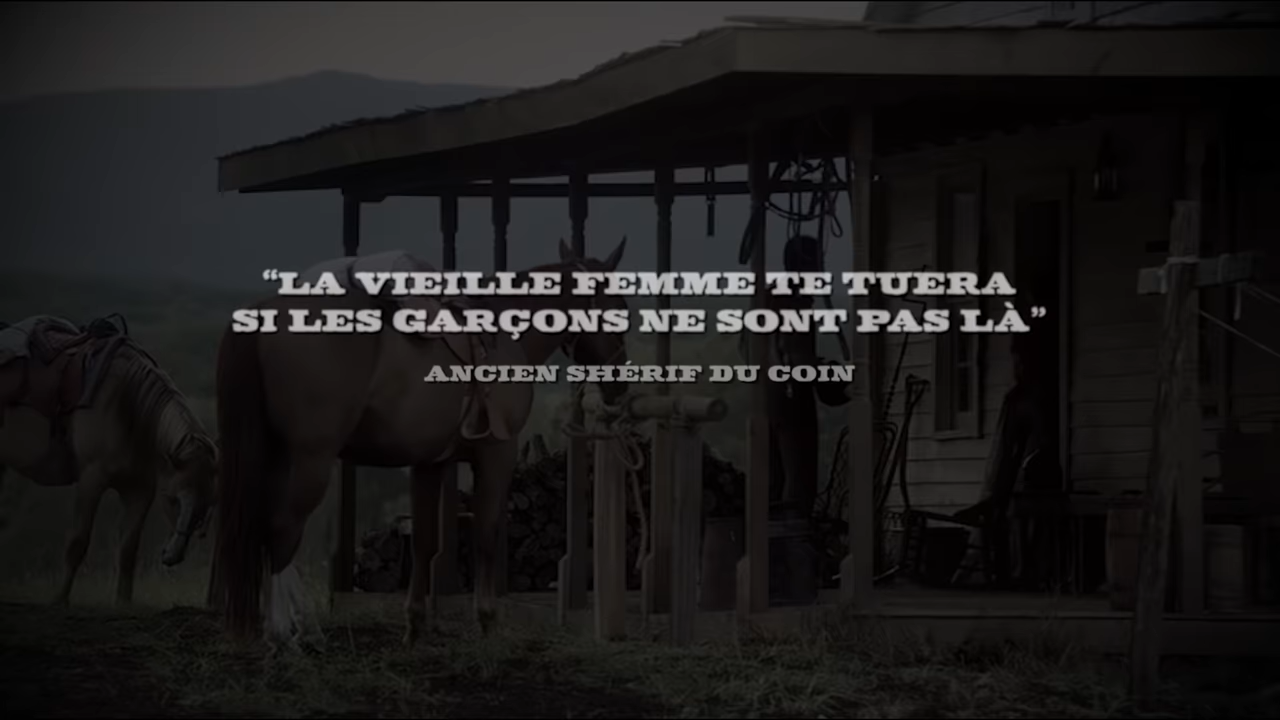 “LA VIEILLE FEMME TE TUERA
SI LES GARÇONS NE SONT PAS LÀ”
ANCIEN SHÉRIF DU COIN